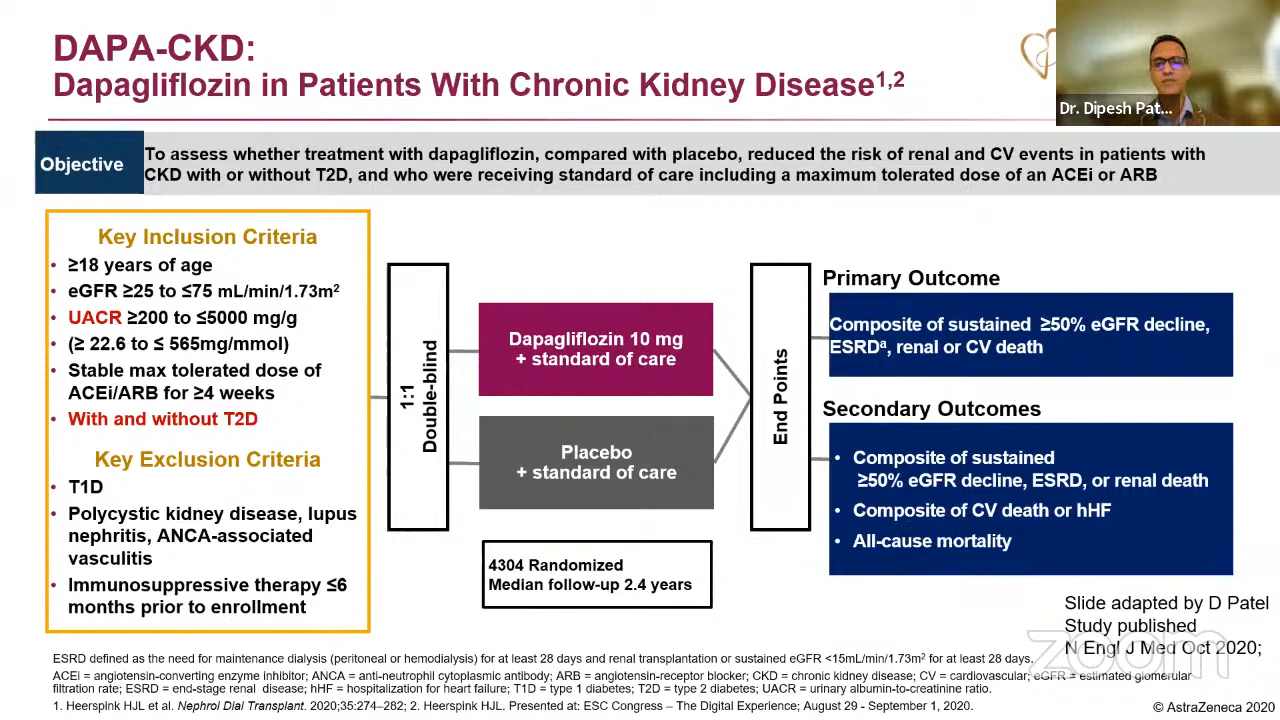 DAPA-CKD:
Dapagliflozin in Patients With Chronic Kidney Disease1,2
Dr. Dipesh Pat...
Objective
To assess whether treatment with dapagliflozin, compared with placebo, reduced the risk of renal and CV events in patients with
CKD with or without T2D, and who were receiving standard of care including a maximum tolerated dose of an ACEi or ARB
Key Inclusion Criteria
• ≥18 years of age
• eGFR ≥25 to ≤75 mL/min/1.73m2
• UACR ≥200 to ≤5000 mg/g
• (≥ 22.6 to ≤ 565mg/mmol)
• Stable max tolerated dose of
ACEi/ARB for ≥4 weeks
• With and without T2D
Key Exclusion Criteria
• T1D
• Polycystic kidney disease, lupus
nephritis, ANCA-associated
vasculitis
• Immunosuppressive therapy ≤6
months prior to enrollment
1:1
Double-blind
Dapagliflozin 10 mg
+ standard of care
Placebo
+ standard of care
4304 Randomized
Median follow-up 2.4 years
End Points
Primary Outcome
Composite of sustained ≥50% eGFR decline,
ESRDa, renal or CV death
Secondary Outcomes
• Composite of sustained
≥50% eGFR decline, ESRD, or renal death
• Composite of CV death or hHF
• All-cause mortality
Slide adapted by D Patel
Study published
N Engl J Med Oct 2020;
zoom
ESRD defined as the need for maintenance dialysis (peritoneal or hemodialysis) for at least 28 days and renal transplantation or sustained eGFR <15mL/min/1.73m2 for at least 28 days.
ACEi = angiotensin-converting enzyme inhibitor; ANCA = anti-neutrophil cytoplasmic antibody; ARB = angiotensin-receptor blocker; CKD = chronic kidney disease; CV = cardiovascular; eGFR = estimated glomerular
filtration rate; ESRD = end-stage renal disease; hHF = hospitalization for heart failure; T1D = type 1 diabetes; T2D = type 2 diabetes; UACR = urinary albumin-to-creatinine ratio.
1. Heerspink HJL et al. Nephrol Dial Transplant. 2020;35:274–282; 2. Heerspink HJL. Presented at: ESC Congress – The Digital Experience; August 29 - September 1, 2020.
© AstraZeneca 2020